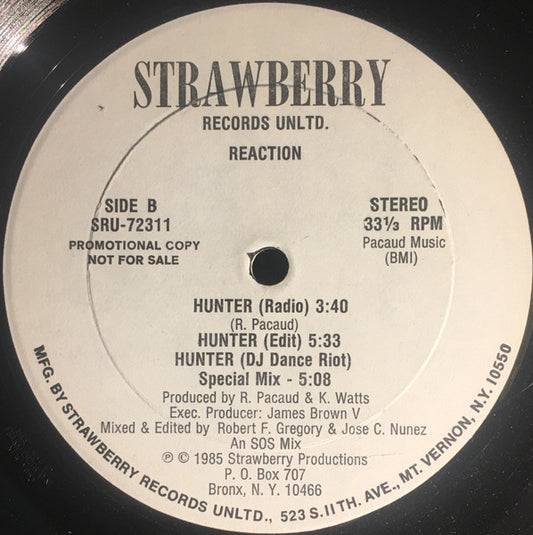 STRAWBERRY
RECORDS UNLTD.
REACTION
SIDE B
SRU-72311
PROMOTIONAL COPY
NOT FOR SALE
STEREO
33⅓ RPM
Pacaud Music
(BMI)
HUNTER (Radio) 3:40
(R. Pacaud)
HUNTER (Edit) 5:33
HUNTER (DJ Dance Riot)
Special Mix - 5:08
Produced by R. Pacaud & K. Watts
Exec. Producer: James Brown V
Mixed & Edited by Robert F. Gregory & Jose C. Nunez
An SOS Mix
℗ © 1985 Strawberry Productions
P. O. Box 707
Bronx, N. Y. 10466
MFG. BY STRAWBERRY RECORDS UNLTD., 523 S. 11 TH. AVE., MT. VERNON, N.Y. 10550